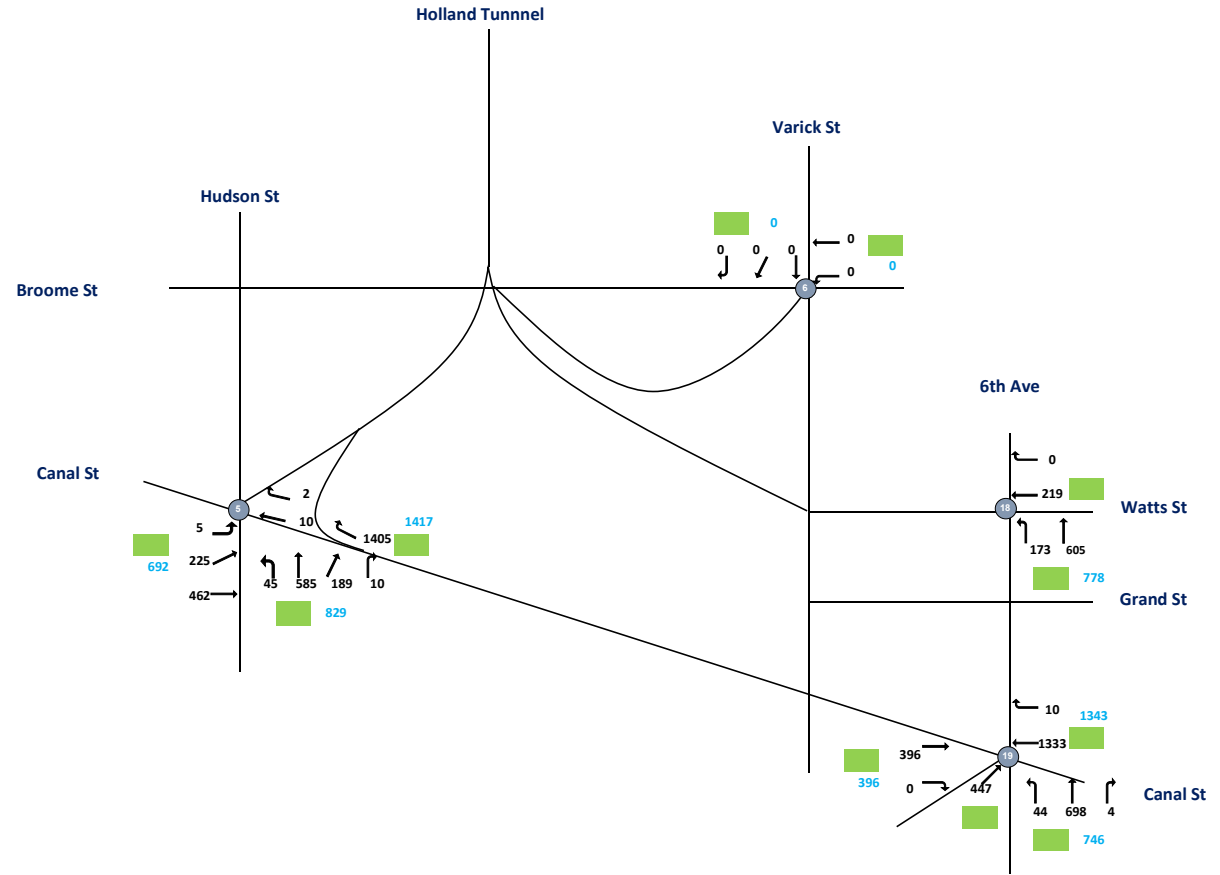 Holland Tunnnel
Varick St
Hudson St
0
0 0 0
0
0
0
Broome St
6
6th Ave
0
Canal St
219
Watts St
2
5
18
10
1417
5
1405
173 605
225
692
45 585 189 10
778
462
Grand St
829
10 1343
1333
396
19
396
0
447
Canal St
44 698 4
746